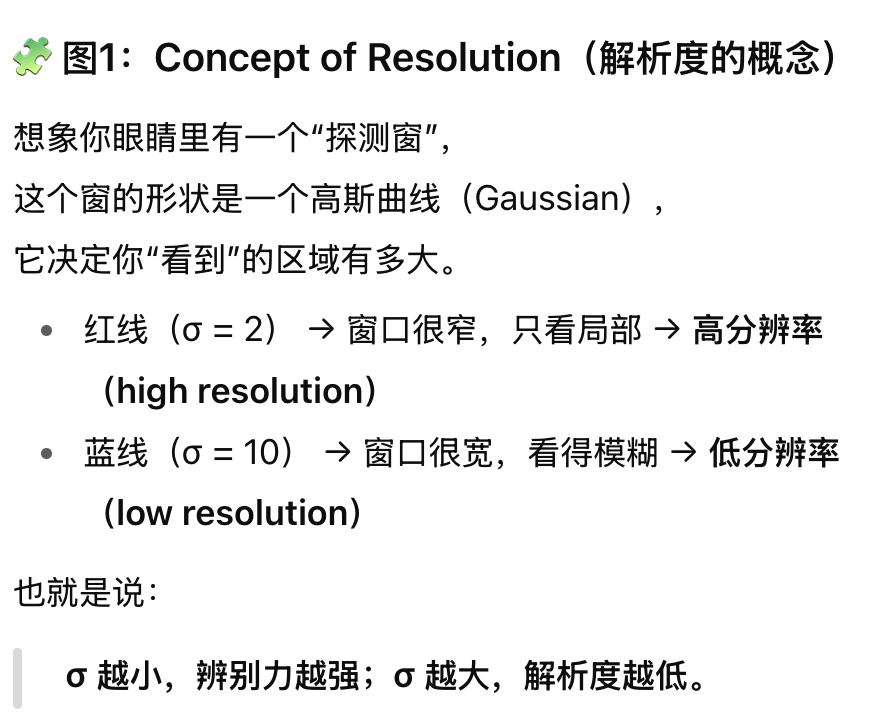 🧩 图1：Concept of Resolution（解析度的概念）
想象你眼睛里有一个“探测窗”，
这个窗的形状是一个高斯曲线（Gaussian），
它决定你“看到”的区域有多大。
• 红线（σ = 2） → 窗口很窄，只看局部 → 高分辨率
（high resolution）
• 蓝线（σ = 10） → 窗口很宽，看得模糊 → 低分辨率
（low resolution）
也就是说：
σ 越小，辨别力越强；σ 越大，解析度越低。